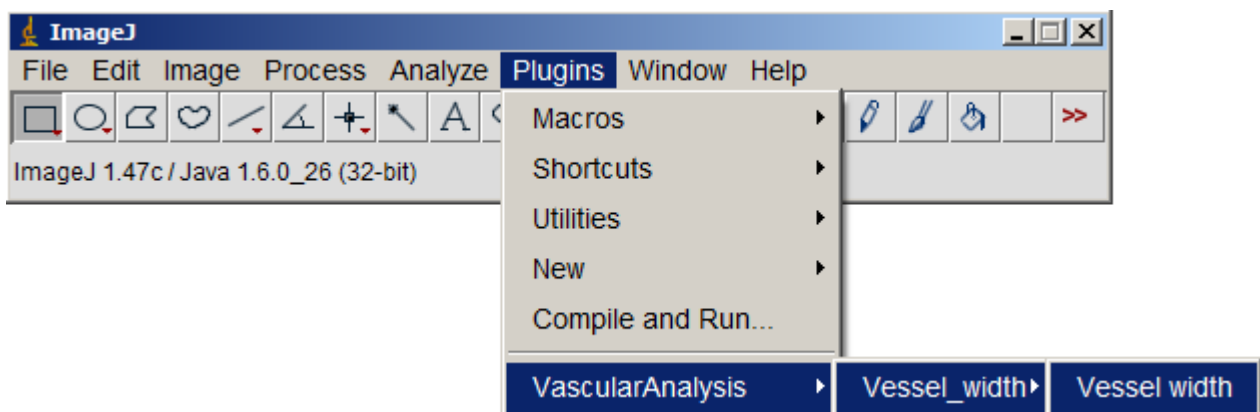 ImageJ
File Edit Image Process Analyze Plugins Window Help
A >>
Macros
ImageJ 1.47c / Java 1.6.0_26 (32-bit)
Shortcuts
Utilities
New
Compile and Run...
VascularAnalysis Vessel_width Vessel width